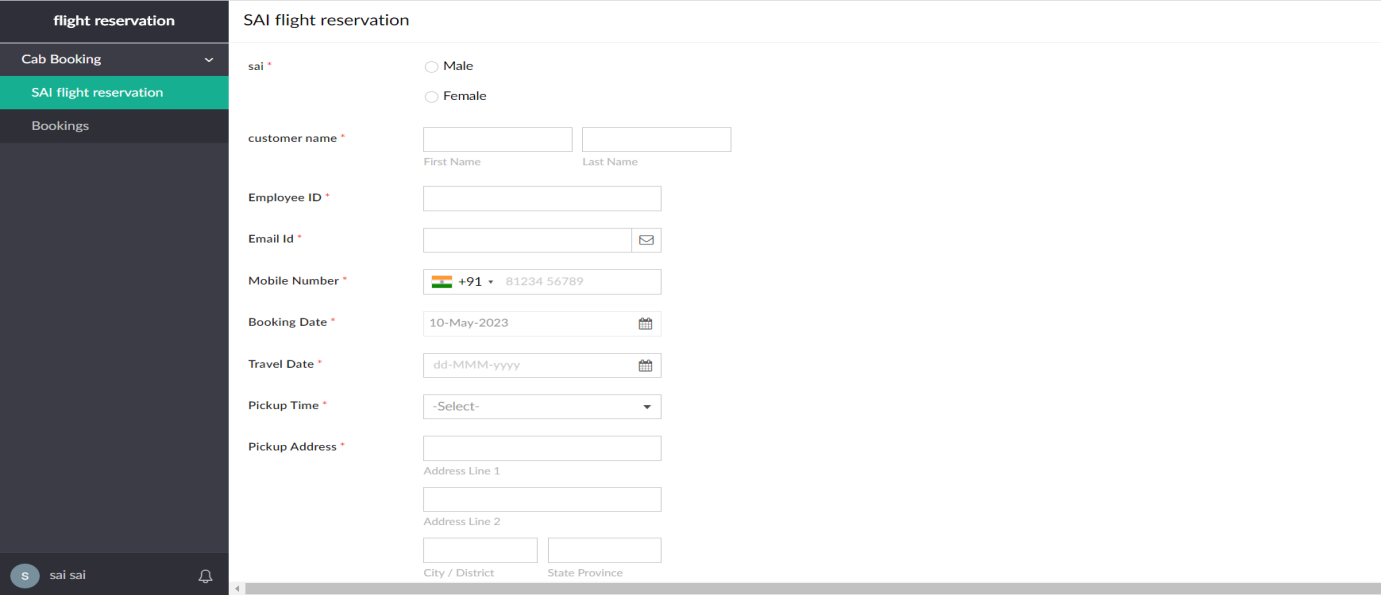 flight reservation
SAI flight reservation
Cab Booking
SAI flight reservation
Bookings
sai *
Male
Female
customer name *
First Name
Last Name
Employee ID *
Email Id *
Mobile Number *
+91
81234 56789
Booking Date *
10-May-2023
Travel Date *
dd-MMM-yyyy
Pickup Time *
-Select-
Pickup Address *
Address Line 1
Address Line 2
City / District
State Province
S
sai sai